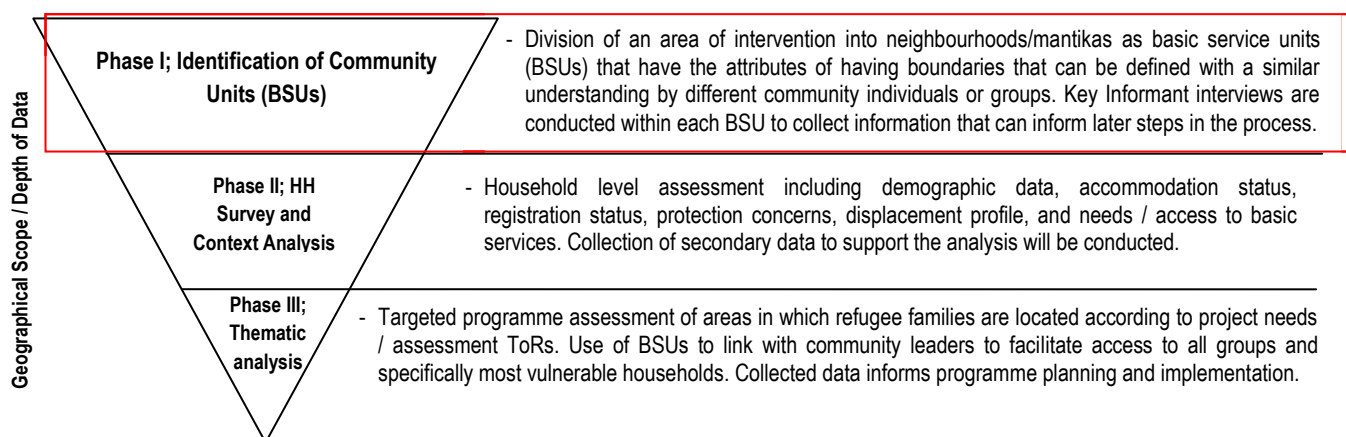 Geographical Scope / Depth of Data
Phase I; Identification of Community
Units (BSUs)
- Division of an area of intervention into neighbourhoods/mantikas as basic service units
(BSUs) that have the attributes of having boundaries that can be defined with a similar
understanding by different community individuals or groups. Key Informant interviews are
conducted within each BSU to collect information that can inform later steps in the process.
Phase II; HH
Survey and
Context Analysis
- Household level assessment including demographic data, accommodation status,
registration status, protection concerns, displacement profile, and needs / access to basic
services. Collection of secondary data to support the analysis will be conducted.
Phase III;
Thematic
analysis
- Targeted programme assessment of areas in which refugee families are located according to project needs
/ assessment ToRs. Use of BSUs to link with community leaders to facilitate access to all groups and
specifically most vulnerable households. Collected data informs programme planning and implementation.